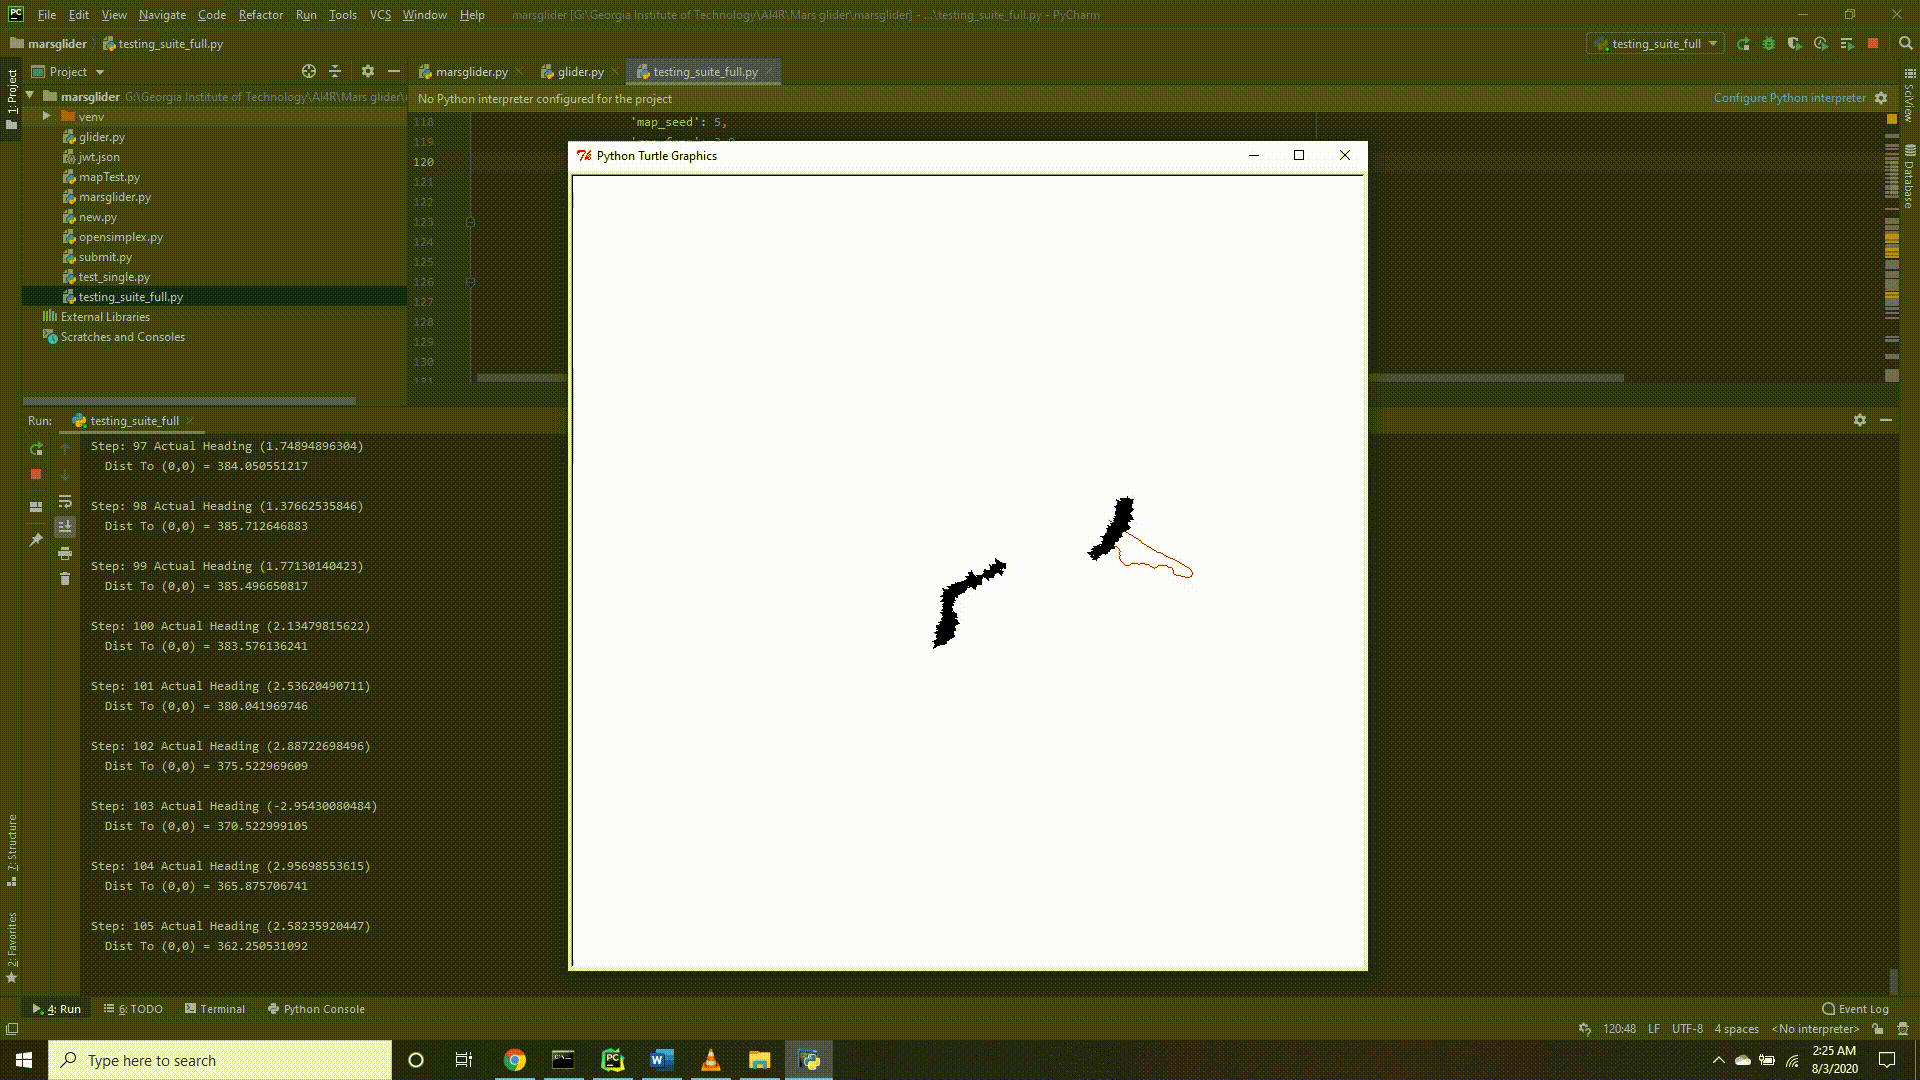 PC File Edit View Navigate Code Refactor Run Tools VCS Window Help marsglider [G:\Georgia Institute of Technology\AI4R\Mars glider\marsglider] - ...\testing_suite_full.py - PyCharm
marsglider testing_suite_full.py testing_suite_full
1: Project
Project
marsglider.py glider.py testing_suite_full.py
marsglider G:\Georgia Institute of Technology\AI4R\Mars glider\
No Python interpreter configured for the project Configure Python interpreter
venv
glider.py
jwt.json
mapTest.py
marsglider.py
new.py
opensimplex.py
submit.py
test_single.py
testing_suite_full.py
External Libraries
Scratches and Consoles
118 'map_seed': 5,
119
120
121
122
123
124
125
126
127
128
129
130
131
SciView
Database
Python Turtle Graphics
Run: testing_suite_full
Step: 97 Actual Heading (1.74894896304)
Dist To (0,0) = 384.050551217
Step: 98 Actual Heading (1.37662535846)
Dist To (0,0) = 385.712646883
Step: 99 Actual Heading (1.77130140423)
Dist To (0,0) = 385.496650817
Step: 100 Actual Heading (2.13479815622)
Dist To (0,0) = 383.576136241
Step: 101 Actual Heading (2.53620490711)
Dist To (0,0) = 380.041969746
Step: 102 Actual Heading (2.88722698496)
Dist To (0,0) = 375.522969609
Step: 103 Actual Heading (-2.95430080484)
Dist To (0,0) = 370.522999105
Step: 104 Actual Heading (2.95698553615)
Dist To (0,0) = 365.875706741
Step: 105 Actual Heading (2.58235920447)
Dist To (0,0) = 362.250531092
7: Structure
2: Favorites
4: Run 6: TODO Terminal Python Console Event Log
120:48 LF UTF-8 4 spaces <No interpreter>
Type here to search
2:25 AM
8/3/2020